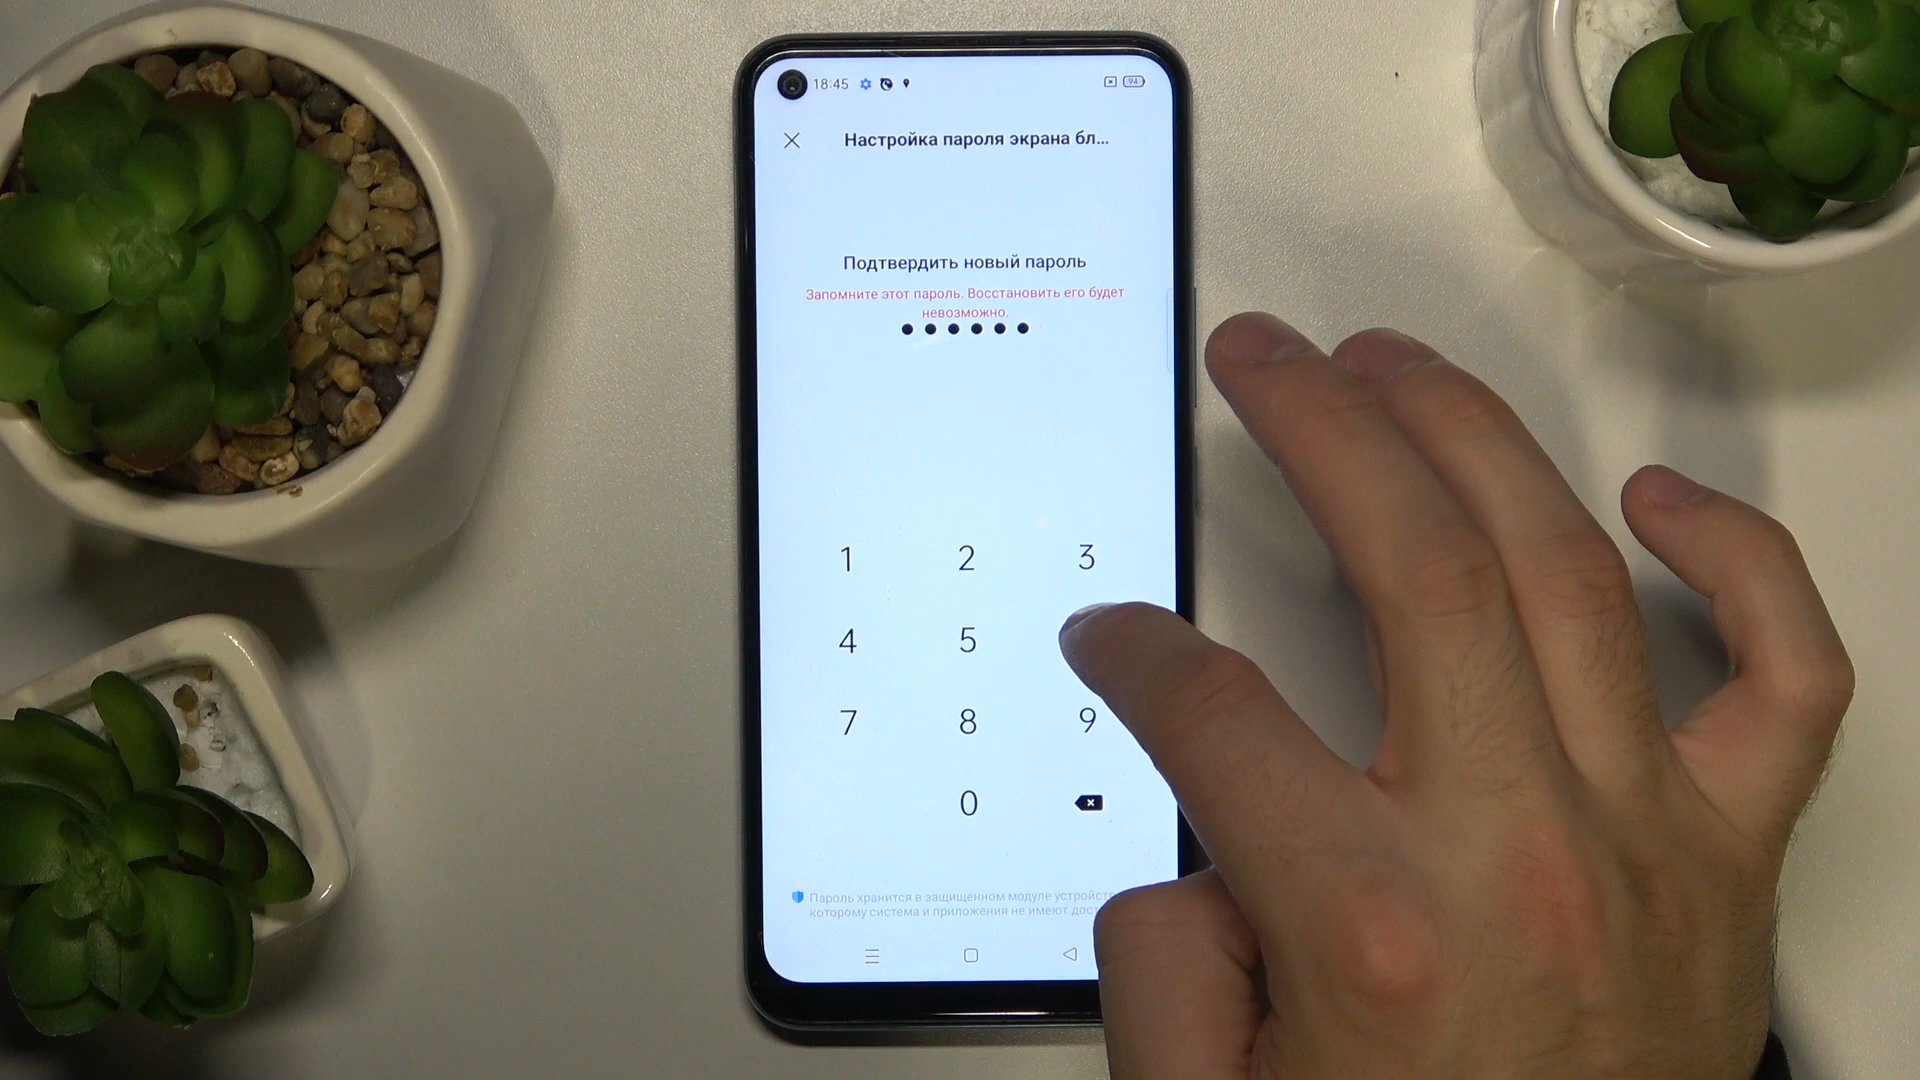 18:45
94
Настройка пароля экрана бл...
Подтвердить новый пароль
Запомните этот пароль. Восстановить его будет
невозможно.
1 2 3
4 5
7 8 9
0
Пароль хранится в защищенном модуле
которому система и приложения не имеют